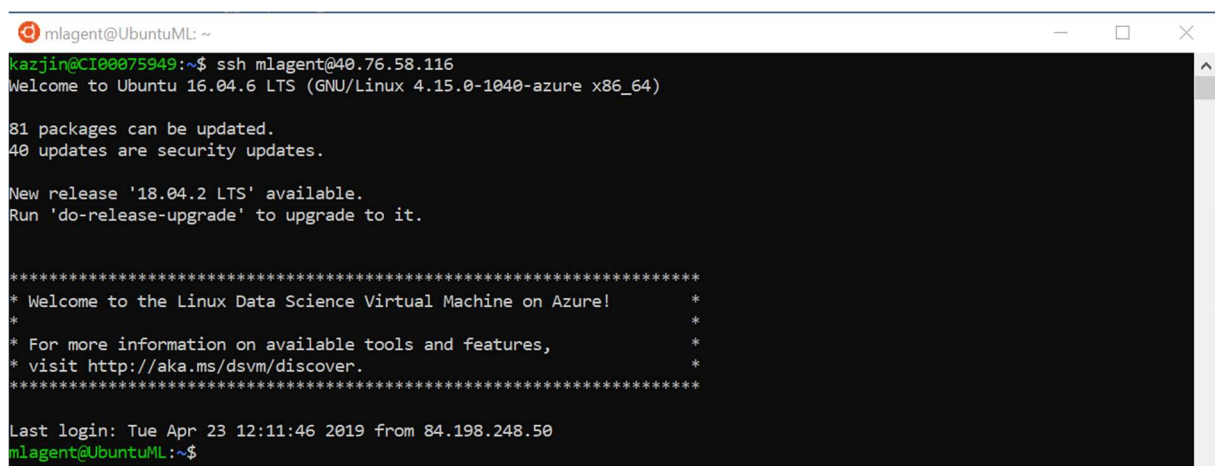 mlagent@UbuntuML: ~
kazjin@CI00075949:~$ ssh mlagent@40.76.58.116
Welcome to Ubuntu 16.04.6 LTS (GNU/Linux 4.15.0-1040-azure x86_64)
81 packages can be updated.
40 updates are security updates.
New release '18.04.2 LTS' available.
Run 'do-release-upgrade' to upgrade to it.
***********************************************************************
* Welcome to the Linux Data Science Virtual Machine on Azure!         *
*                                                                     *
* For more information on available tools and features,               *
* visit http://aka.ms/dsvm/discover.                                  *
***********************************************************************
Last login: Tue Apr 23 12:11:46 2019 from 84.198.248.50
mlagent@UbuntuML:~$